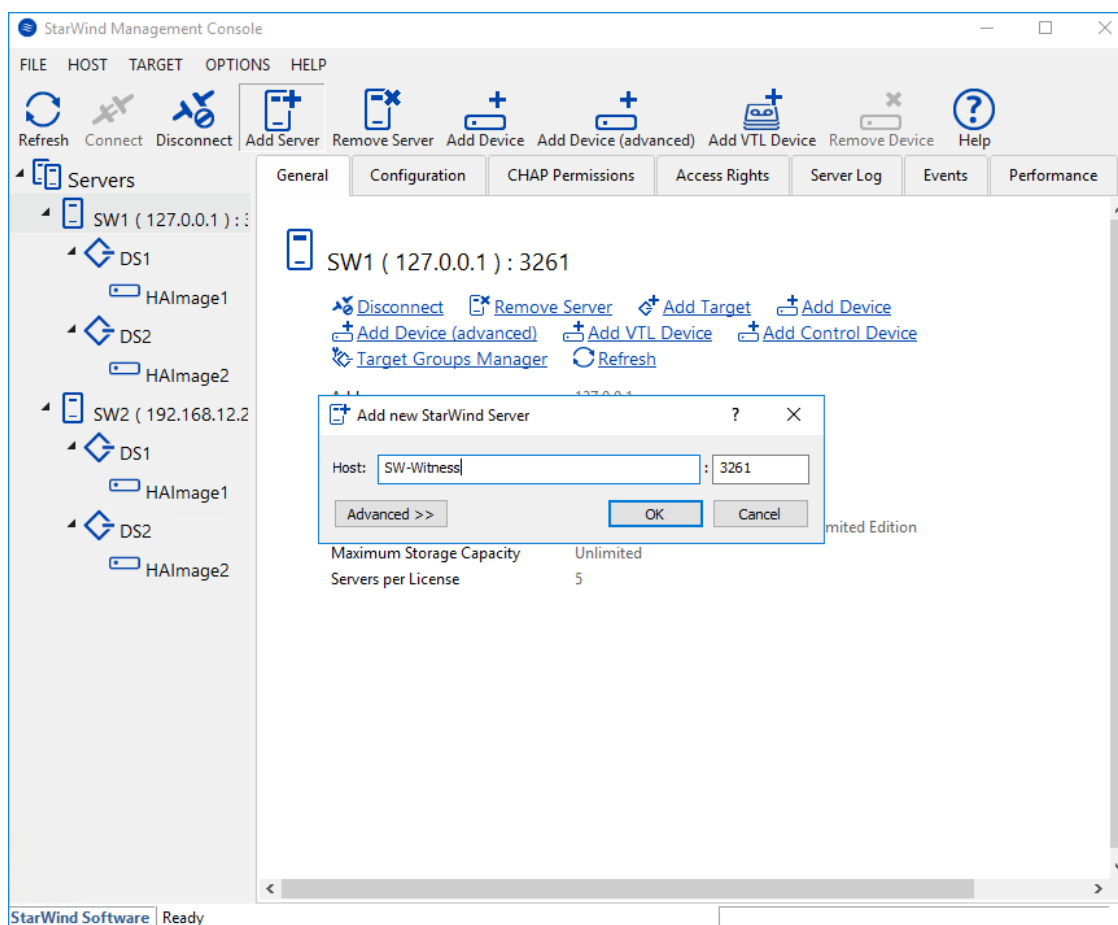 StarWind Management Console
FILE HOST TARGET OPTIONS HELP
Refresh Connect Disconnect Add Server Remove Server Add Device Add Device (advanced) Add VTL Device Remove Device Help
Servers
SW1 ( 127.0.0.1 ) : 3
DS1
HAImage1
DS2
HAImage2
SW2 ( 192.168.12.2
DS1
HAImage1
DS2
HAImage2
General Configuration CHAP Permissions Access Rights Server Log Events Performance
SW1 ( 127.0.0.1 ) : 3261
Disconnect Remove Server Add Target Add Device
Add Device (advanced) Add VTL Device Add Control Device
Target Groups Manager Refresh
127.0.0.1
Add new StarWind Server ?
Host: SW-Witness : 3261
Advanced >> OK Cancel
mited Edition
Maximum Storage Capacity Unlimited
Servers per License 5
StarWind Software Ready